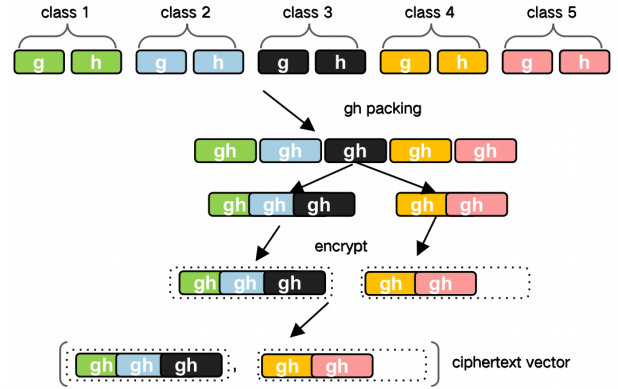 class 1 class 2 class 3 class 4 class 5
g h g h g h g h g h
gh packing
gh gh gh gh gh
gh gh gh gh gh
encrypt
gh gh gh gh gh
gh gh gh , gh gh ciphertext vector